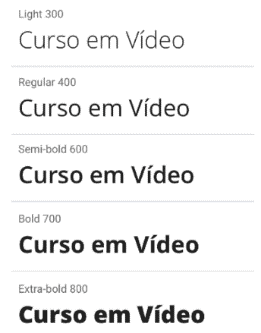 Light 300
Curso em Vídeo
Regular 400
Curso em Vídeo
Semi-bold 600
Curso em Vídeo
Bold 700
Curso em Vídeo
Extra-bold 800
Curso em Vídeo